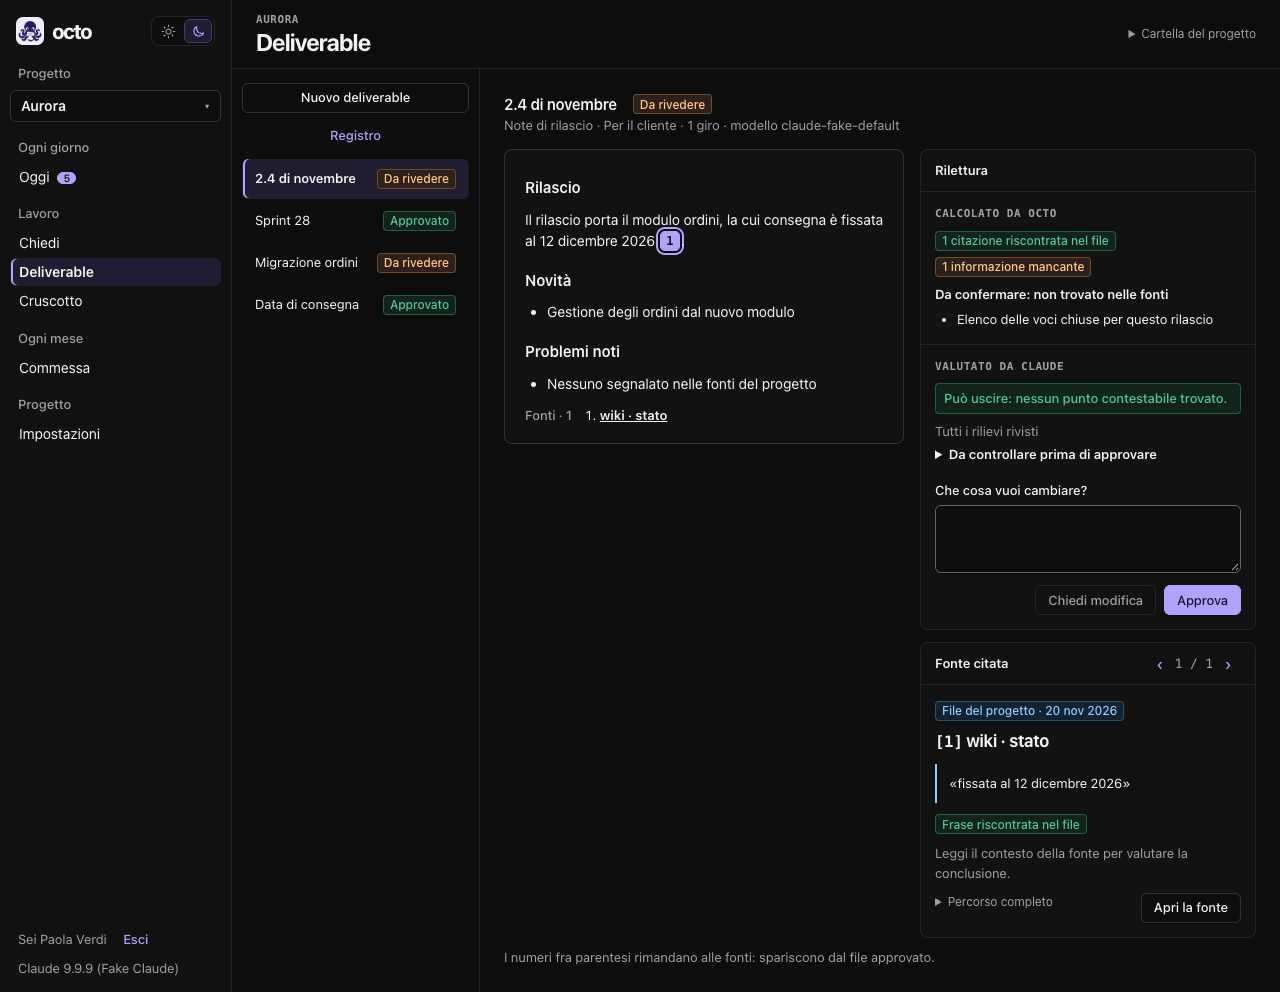 octo
Progetto
Aurora
Ogni giorno
Oggi 5
Lavoro
Chiedi
Deliverable
Cruscotto
Ogni mese
Commessa
Progetto
Impostazioni
Sei Paola Verdi Esci
Claude 9.9.9 (Fake Claude)
AURORA
Deliverable
Cartella del progetto
Nuovo deliverable
Registro
2.4 di novembre Da rivedere
Sprint 28 Approvato
Migrazione ordini Da rivedere
Data di consegna Approvato
2.4 di novembre Da rivedere
Note di rilascio · Per il cliente · 1 giro · modello claude-fake-default
Rilascio
Il rilascio porta il modulo ordini, la cui consegna è fissata
al 12 dicembre 2026 1
Novità
• Gestione degli ordini dal nuovo modulo
Problemi noti
• Nessuno segnalato nelle fonti del progetto
Fonti · 1 1. wiki · stato
Rilettura
CALCOLATO DA OCTO
1 citazione riscontrata nel file
1 informazione mancante
Da confermare: non trovato nelle fonti
• Elenco delle voci chiuse per questo rilascio
VALUTATO DA CLAUDE
Può uscire: nessun punto contestabile trovato.
Tutti i rilievi rivisti
Da controllare prima di approvare
Che cosa vuoi cambiare?
Chiedi modifica Approva
Fonte citata ‹ 1 / 1 ›
File del progetto · 20 nov 2026
[1] wiki · stato
«fissata al 12 dicembre 2026»
Frase riscontrata nel file
Leggi il contesto della fonte per valutare la
conclusione.
Percorso completo Apri la fonte
I numeri fra parentesi rimandano alle fonti: spariscono dal file approvato.